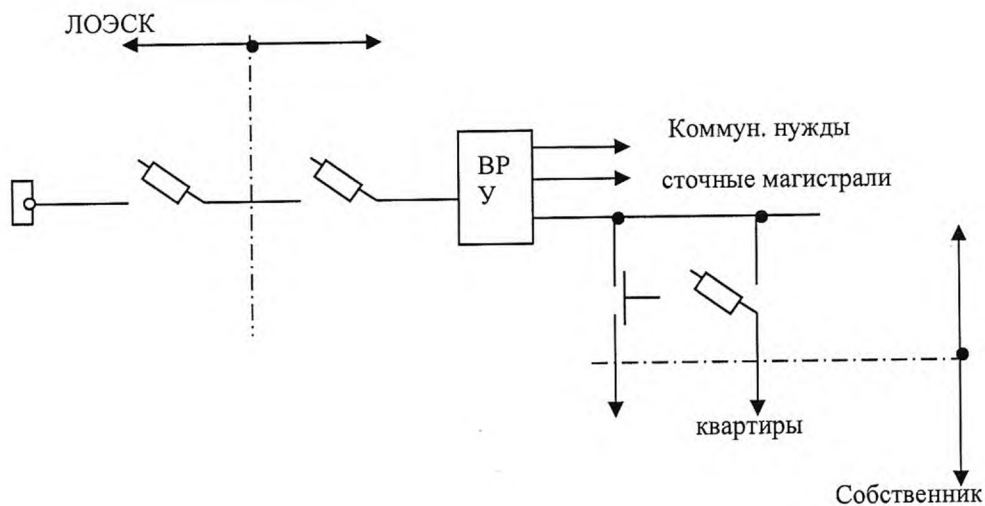 ЛОЭСК
Коммун. нужды
ВР
У
сточные магистрали
квартиры
Собственник